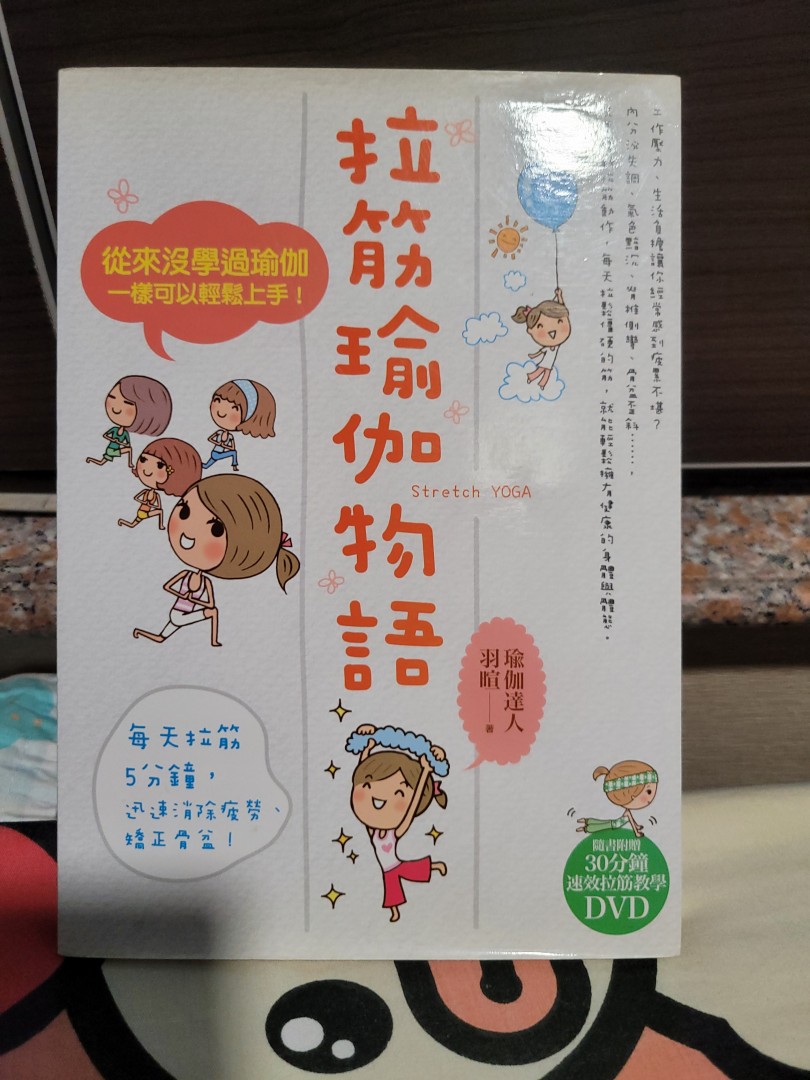 拉筋瑜伽物語
Stretch YOGA
從來沒學過瑜伽
一樣可以輕鬆上手！
工作壓力、生活負擔讓你經常感到疲累不堪？
內分泌失調、氣色黯沉、脊椎側彎、骨盆歪斜……，
筋動作，每天拉鬆僵硬的筋，就能輕鬆擁有健康的身體與體態。
瑜伽達人
羽暄──著
每天拉筋
5分鐘，
迅速消除疲勞、
矯正骨盆！
隨書附贈
30分鐘
速效拉筋教學
DVD